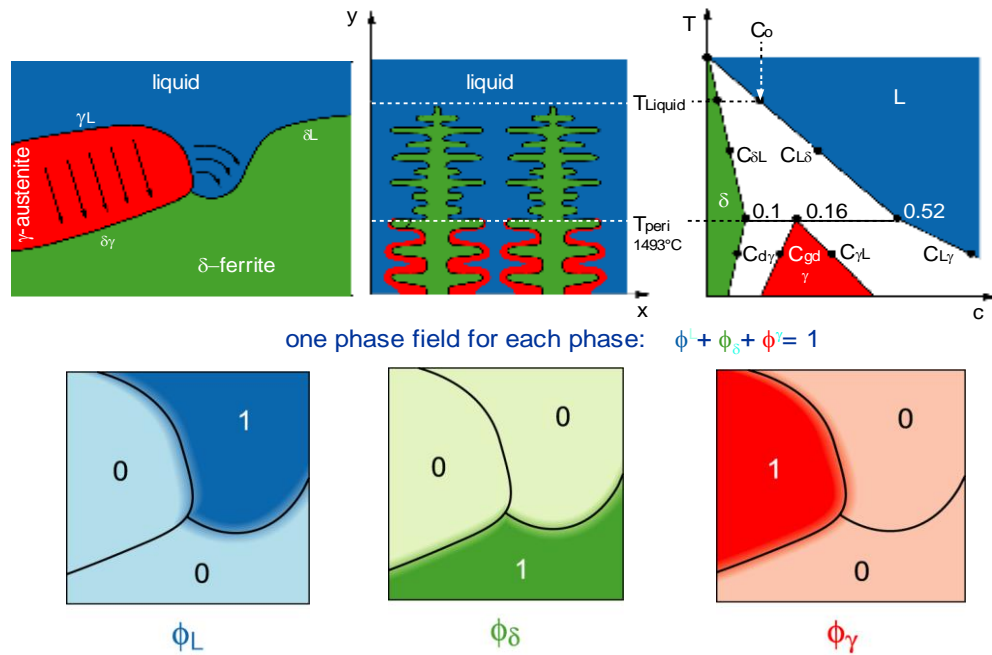 liquid
γL
δL
γ-austenite
δγ
δ–ferrite
y
liquid
x
T
Co
L
TLiquid
CδL
CLδ
δ
0.1
0.16
0.52
Tperi
1493°C
Cdγ
Cgd
γ
CγL
CLγ
c
one phase field for each phase: ϕL + ϕδ + ϕγ = 1
1
0
0
0
0
1
0
1
0
ϕL
ϕδ
ϕγ